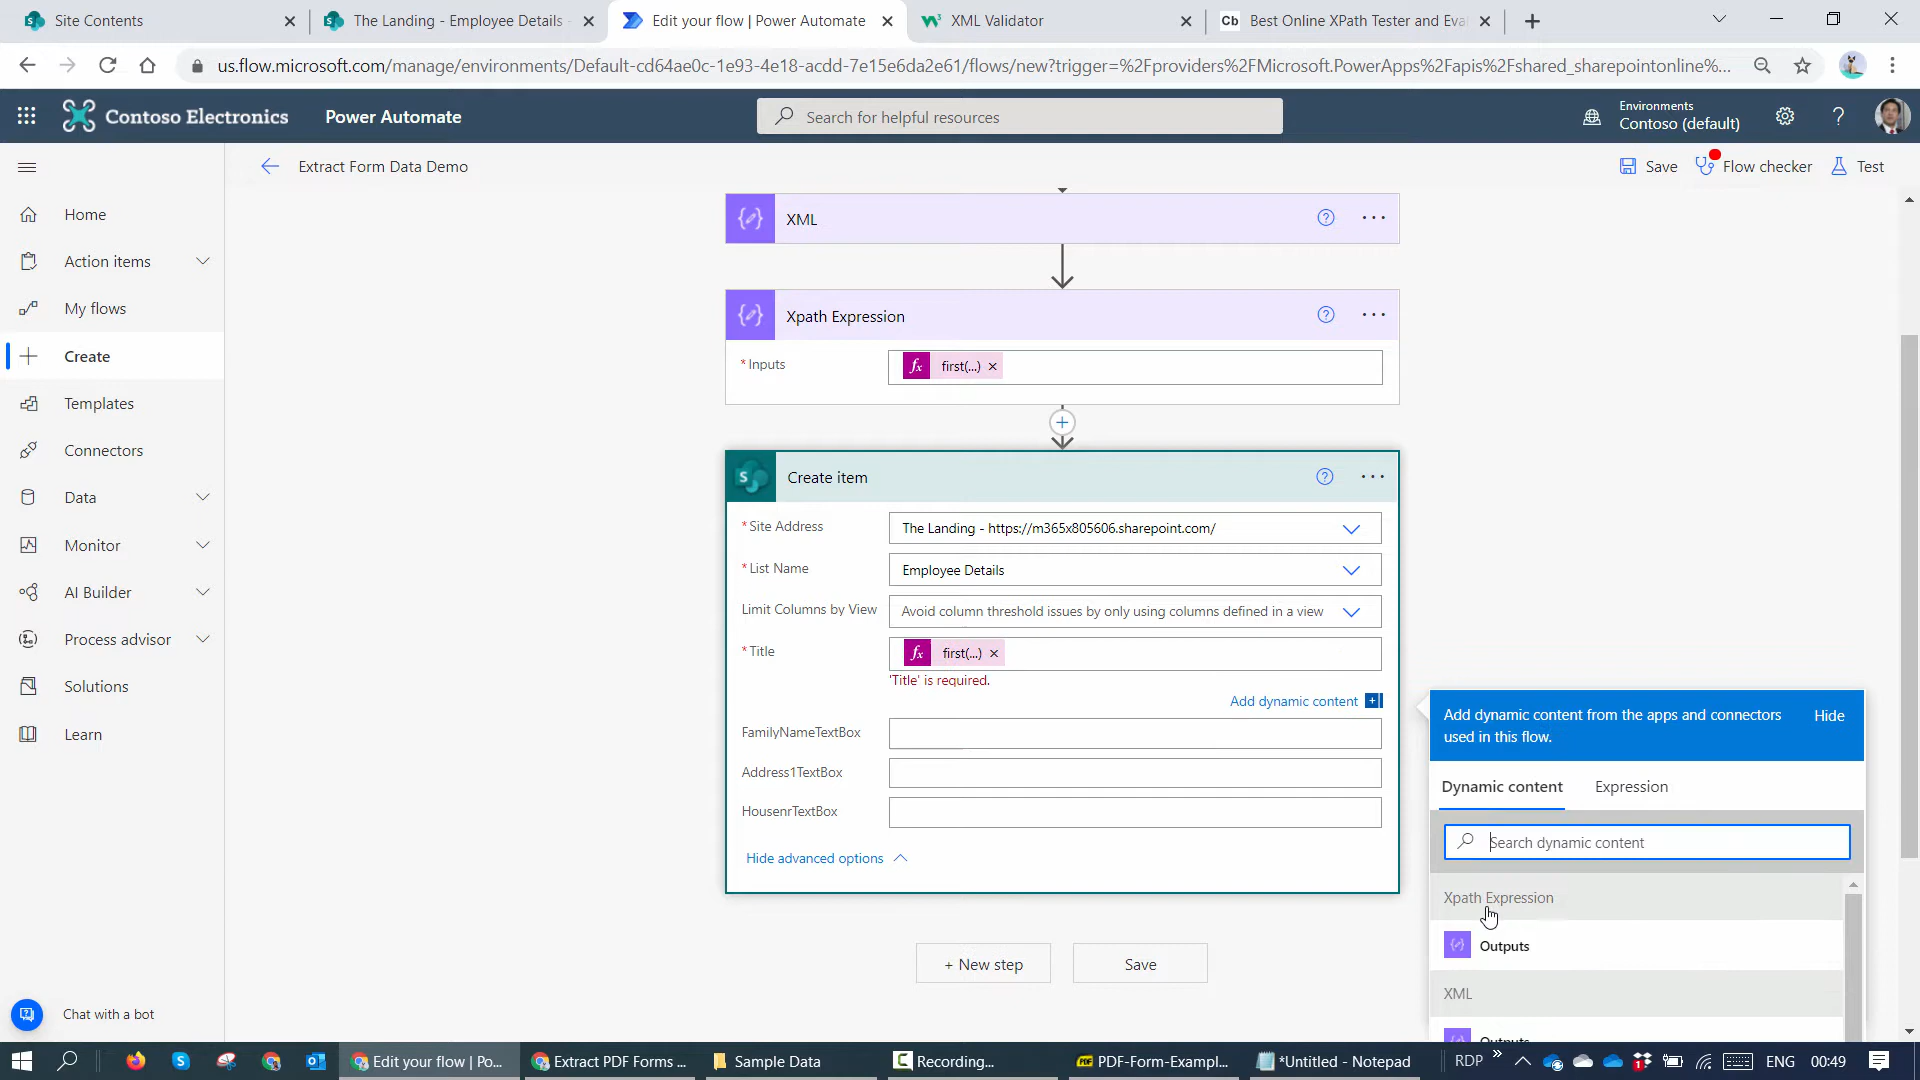 Site Contents
The Landing - Employee Details -
Edit your flow | Power Automate
XML Validator
Cb Best Online XPath Tester and Eval
us.flow.microsoft.com/manage/environments/Default-cd64ae0c-1e93-4e18-acdd-7e15e6da2e61/flows/new?trigger=%2Fproviders%2FMicrosoft.PowerApps%2Fapis%2Fshared_sharepointonline%...
Contoso Electronics
Power Automate
Search for helpful resources
Environments
Contoso (default)
?
Extract Form Data Demo
Save
Flow checker
Test
Home
Action items
My flows
Create
Templates
Connectors
Data
Monitor
AI Builder
Process advisor
Solutions
Learn
Chat with a bot
XML
?
Xpath Expression
?
* Inputs
fx first(...) ×
S Create item
?
* Site Address
The Landing - https://m365x805606.sharepoint.com/
* List Name
Employee Details
Limit Columns by View
Avoid column threshold issues by only using columns defined in a view
* Title
fx first(...) ×
'Title' is required.
Add dynamic content
FamilyNameTextBox
Address1TextBox
HousenrTextBox
Hide advanced options
+ New step
Save
Add dynamic content from the apps and connectors
used in this flow.
Hide
Dynamic content
Expression
Search dynamic content
Xpath Expression
Outputs
XML
Outputs
Edit your flow | Po...
Extract PDF Forms ...
Sample Data
Recording...
PDF-Form-Exampl...
*Untitled - Notepad
RDP
ENG
00:49